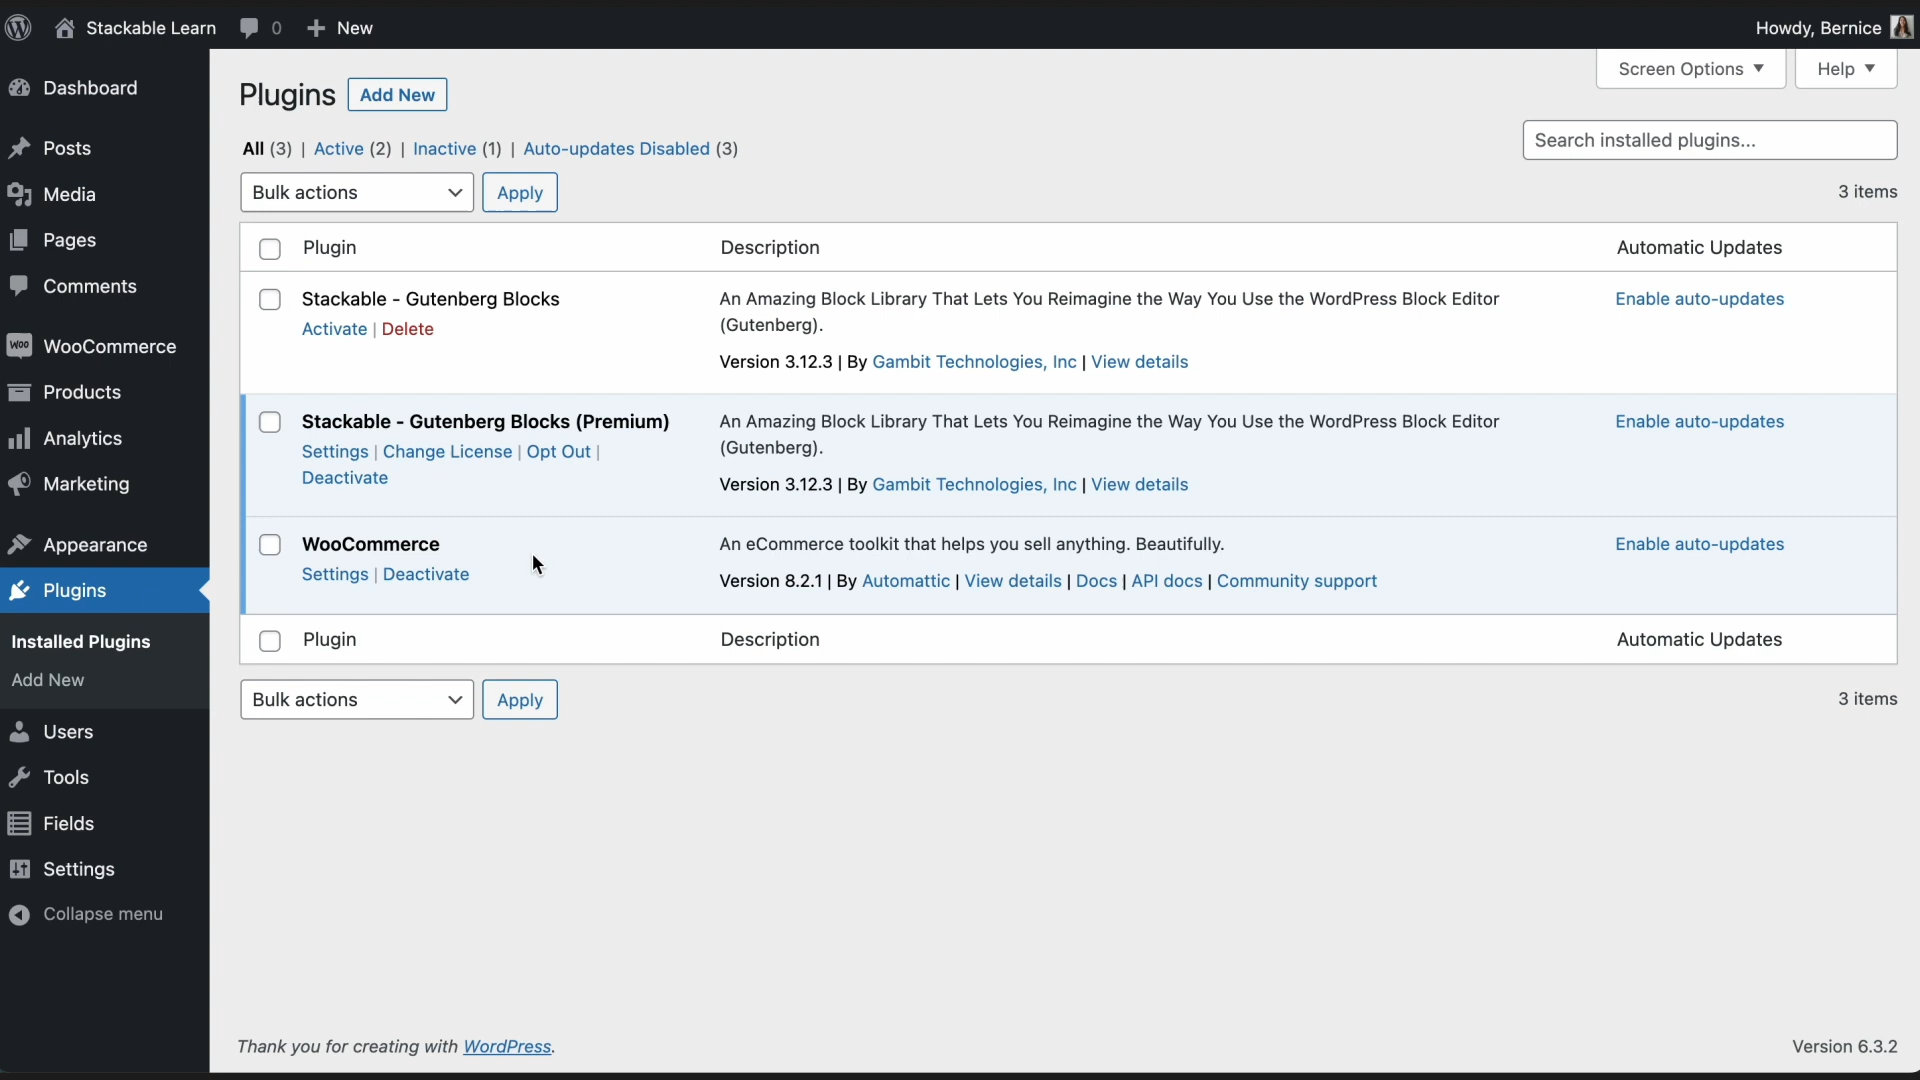 Stackable Learn 0 New Howdy, Bernice
Dashboard
Posts
Media
Pages
Comments
WOO WooCommerce
Products
Analytics
Marketing
Appearance
Plugins
Installed Plugins
Add New
Users
Tools
Fields
Settings
Collapse menu
Screen Options ▼ Help ▼
Plugins Add New
All (3) | Active (2) | Inactive (1) | Auto-updates Disabled (3)
Search installed plugins...
Bulk actions Apply 3 items
Plugin Description Automatic Updates
Stackable - Gutenberg Blocks
Activate | Delete
An Amazing Block Library That Lets You Reimagine the Way You Use the WordPress Block Editor
(Gutenberg).
Version 3.12.3 | By Gambit Technologies, Inc | View details
Enable auto-updates
Stackable - Gutenberg Blocks (Premium)
Settings | Change License | Opt Out |
Deactivate
An Amazing Block Library That Lets You Reimagine the Way You Use the WordPress Block Editor
(Gutenberg).
Version 3.12.3 | By Gambit Technologies, Inc | View details
Enable auto-updates
WooCommerce
Settings | Deactivate
An eCommerce toolkit that helps you sell anything. Beautifully.
Version 8.2.1 | By Automattic | View details | Docs | API docs | Community support
Enable auto-updates
Plugin Description Automatic Updates
Bulk actions Apply 3 items
Thank you for creating with WordPress. Version 6.3.2